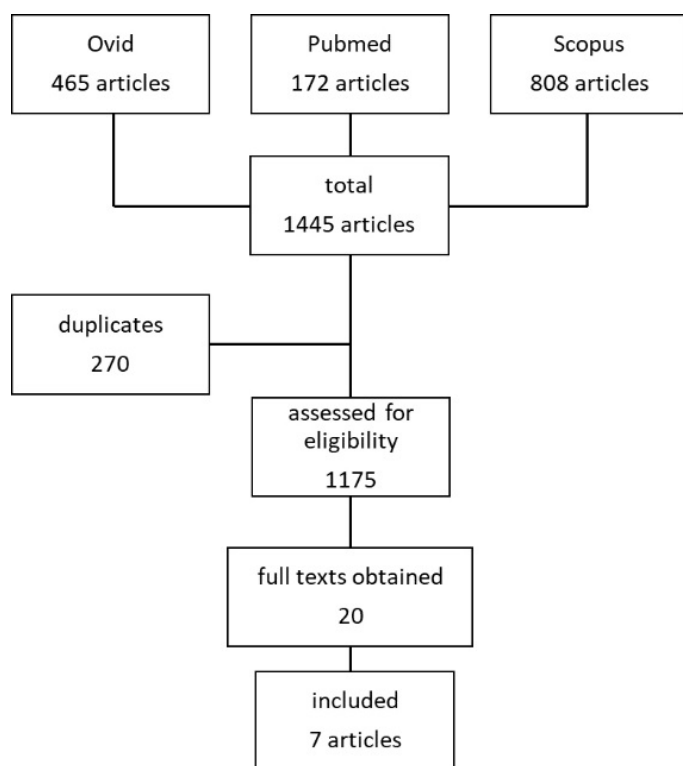 Ovid
465 articles
Pubmed
172 articles
Scopus
808 articles
total
1445 articles
duplicates
270
assessed for
eligibility
1175
full texts obtained
20
included
7 articles